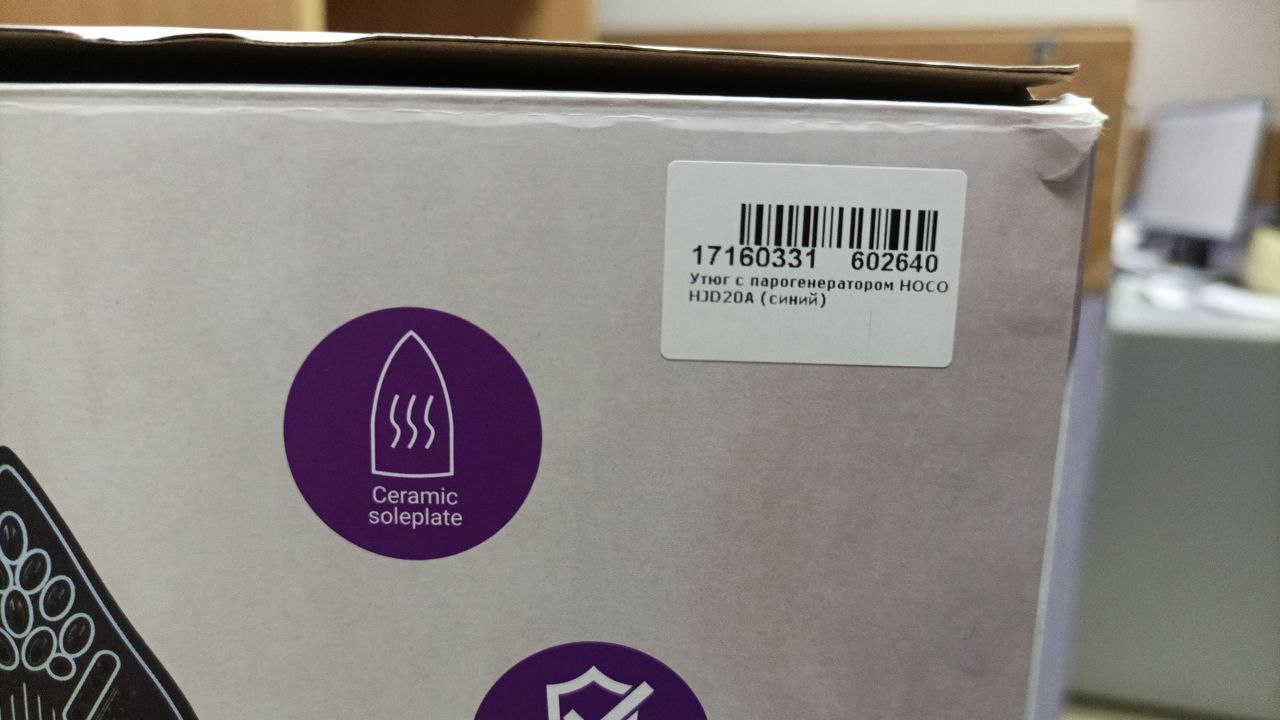 17160331 602640
Утюг с парогенератором HOCO
HJD20A (синий)
Ceramic
soleplate